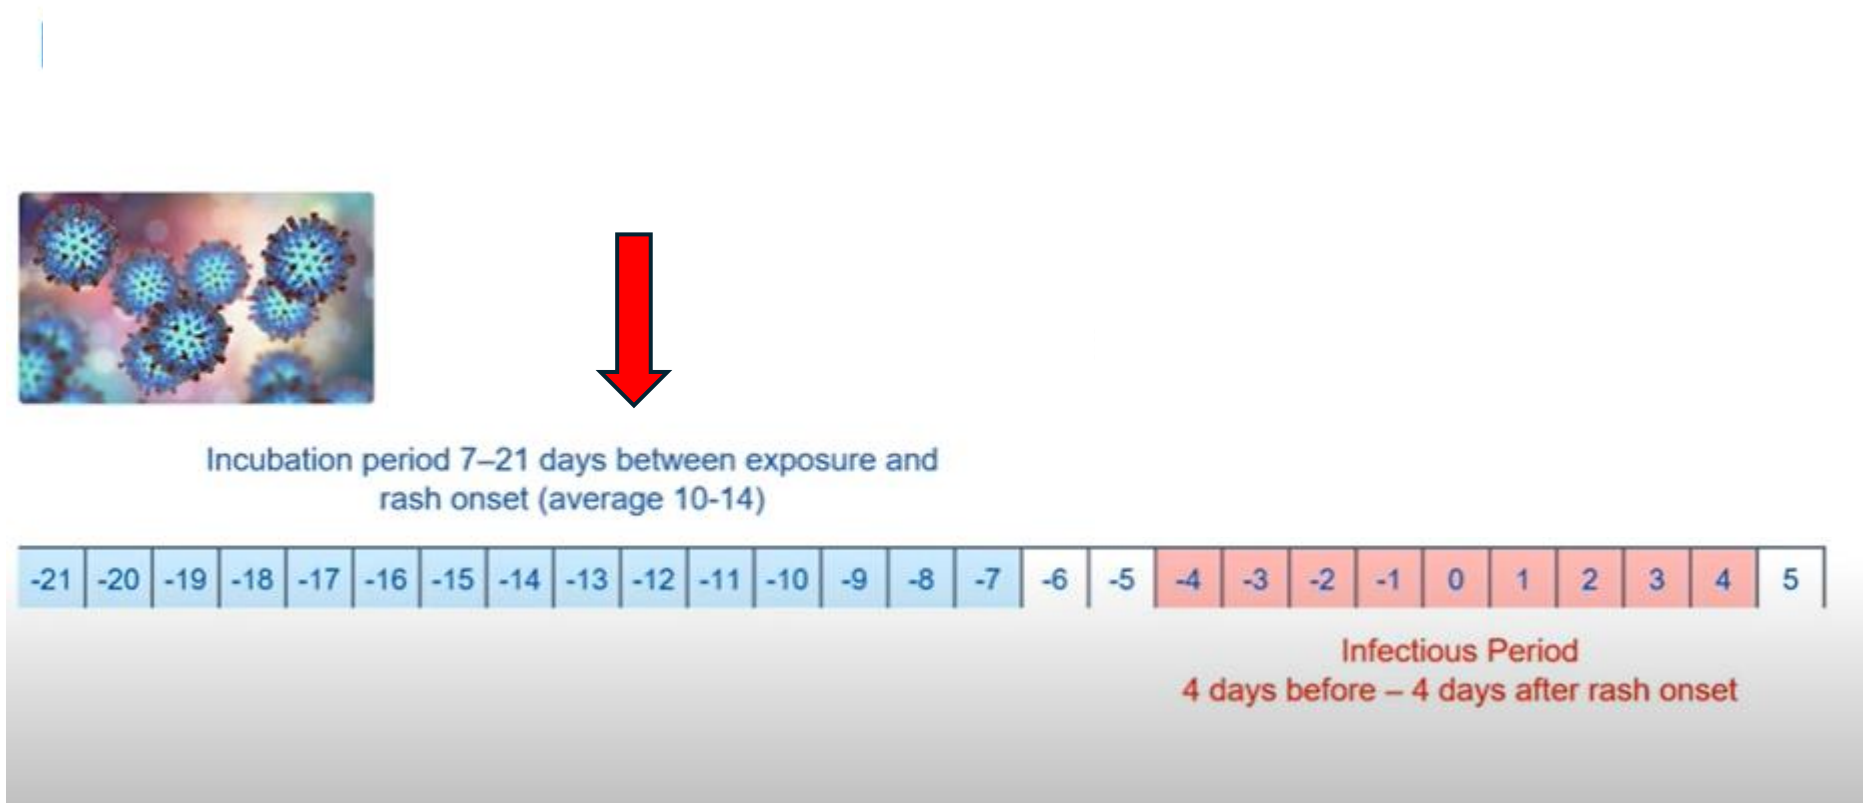 Incubation period 7–21 days between exposure and
rash onset (average 10-14)
-21 -20 -19 -18 -17 -16 -15 -14 -13 -12 -11 -10 -9 -8 -7 -6 -5 -4 -3 -2 -1 0 1 2 3 4 5
Infectious Period
4 days before – 4 days after rash onset